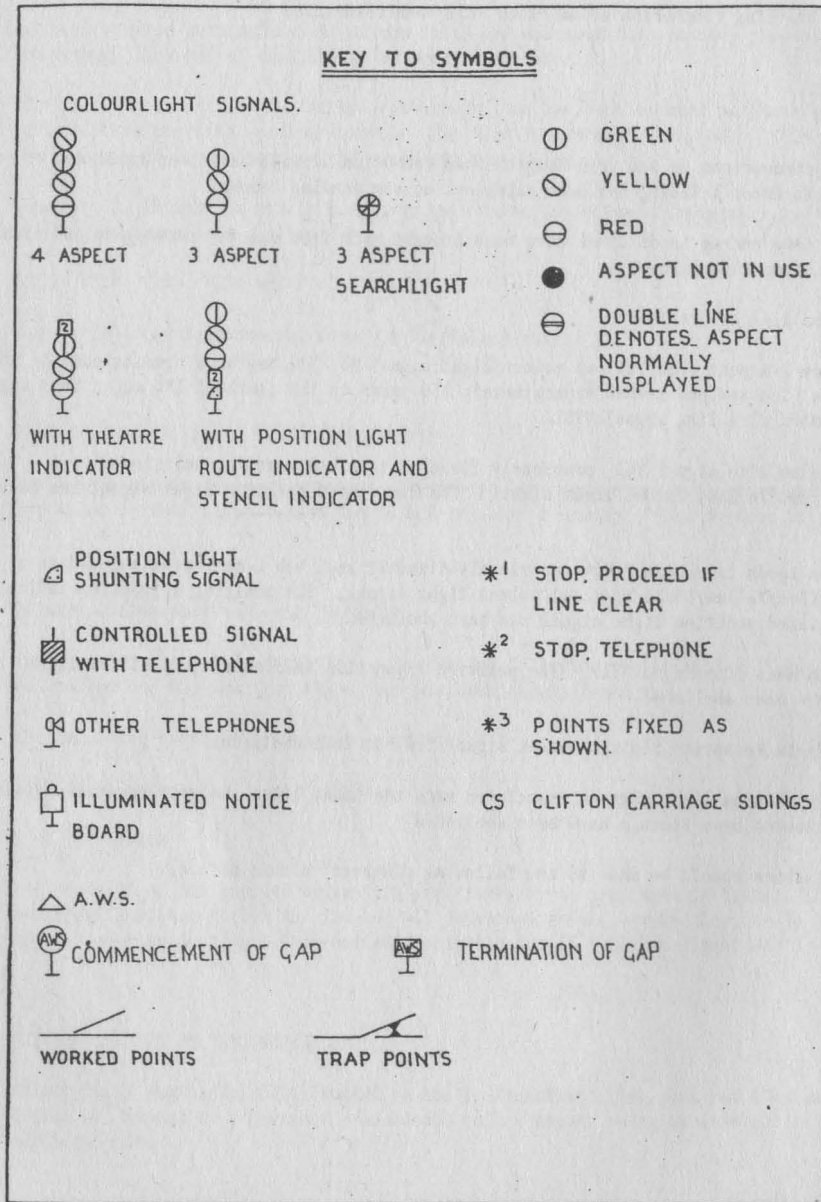 KEY TO SYMBOLS
COLOURLIGHT SIGNALS.
4 ASPECT
3 ASPECT
3 ASPECT
SEARCHLIGHT
GREEN
YELLOW
RED
ASPECT NOT IN USE
DOUBLE LINE
DENOTES ASPECT
NORMALLY
DISPLAYED
2
WITH THEATRE
INDICATOR
2
WITH POSITION LIGHT
ROUTE INDICATOR AND
STENCIL INDICATOR
POSITION LIGHT
SHUNTING SIGNAL
CONTROLLED SIGNAL
WITH TELEPHONE
OTHER TELEPHONES
ILLUMINATED NOTICE
BOARD
*1 STOP. PROCEED IF
LINE CLEAR
*2 STOP. TELEPHONE
*3 POINTS FIXED AS
SHOWN.
CS CLIFTON CARRIAGE SIDINGS
A.W.S.
AWS COMMENCEMENT OF GAP
AWS TERMINATION OF GAP
WORKED POINTS
TRAP POINTS